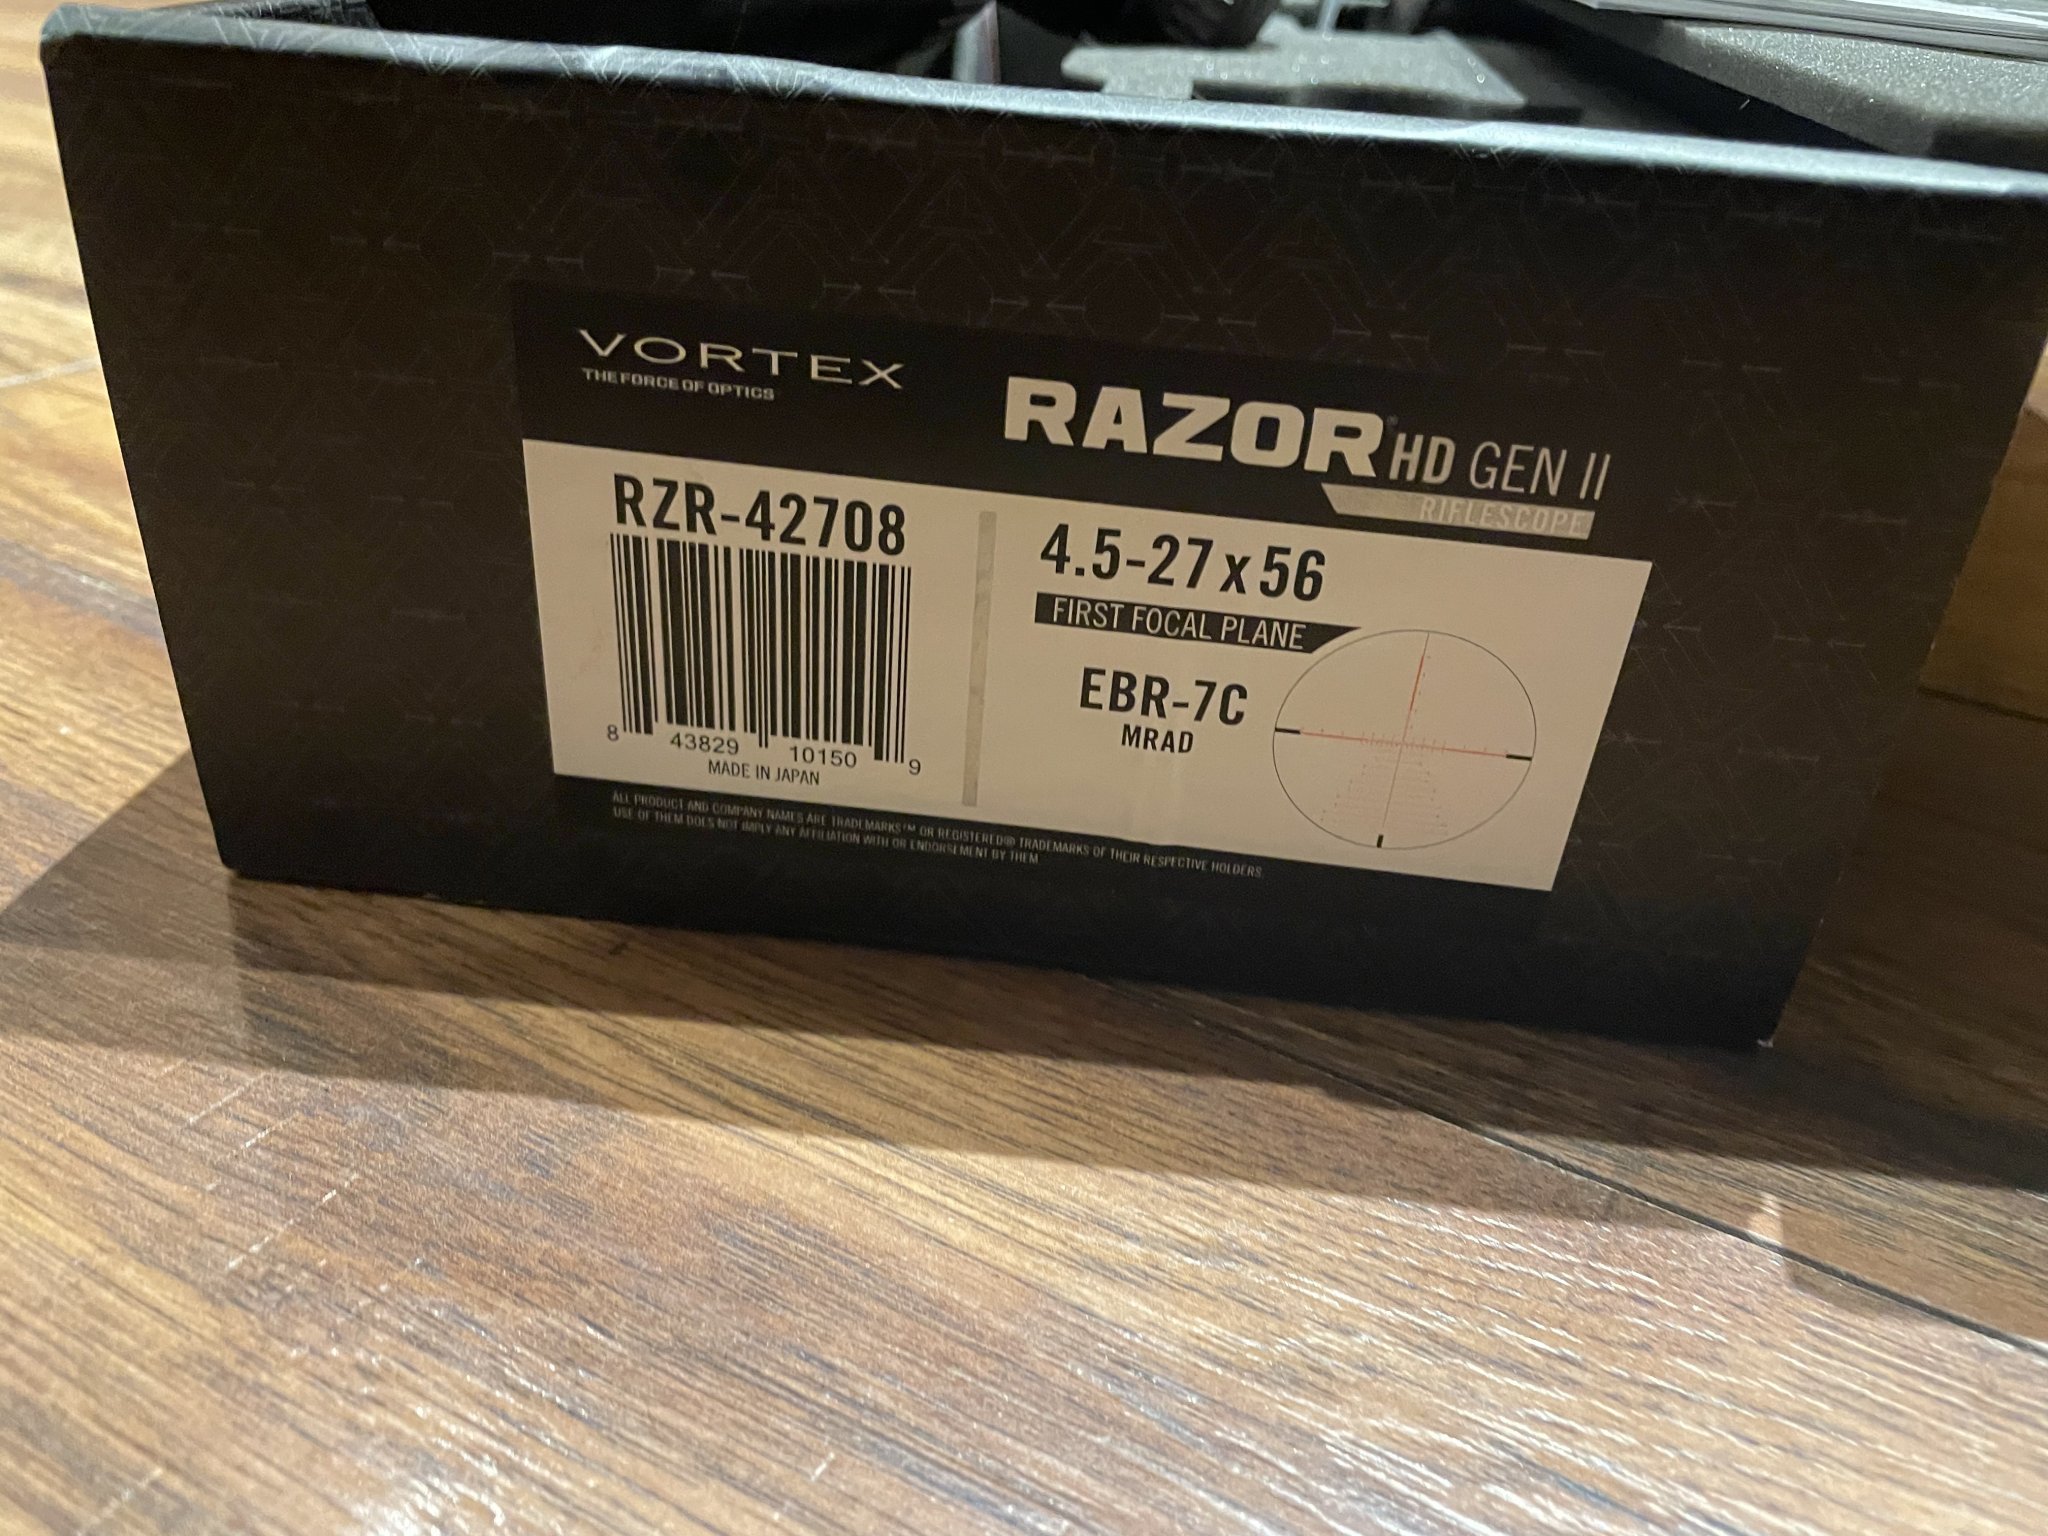 VORTEX
THE FORCE OF OPTICS
RAZOR® HD GEN II
RIFLESCOPE
RZR-42708
8 43829 10150 9
MADE IN JAPAN
4.5-27 x 56
FIRST FOCAL PLANE
EBR-7C
MRAD
ALL PRODUCT AND COMPANY NAMES ARE TRADEMARKS™ OR REGISTERED® TRADEMARKS OF THEIR RESPECTIVE HOLDERS.
USE OF THEM DOES NOT IMPLY ANY AFFILIATION WITH OR ENDORSEMENT BY THEM